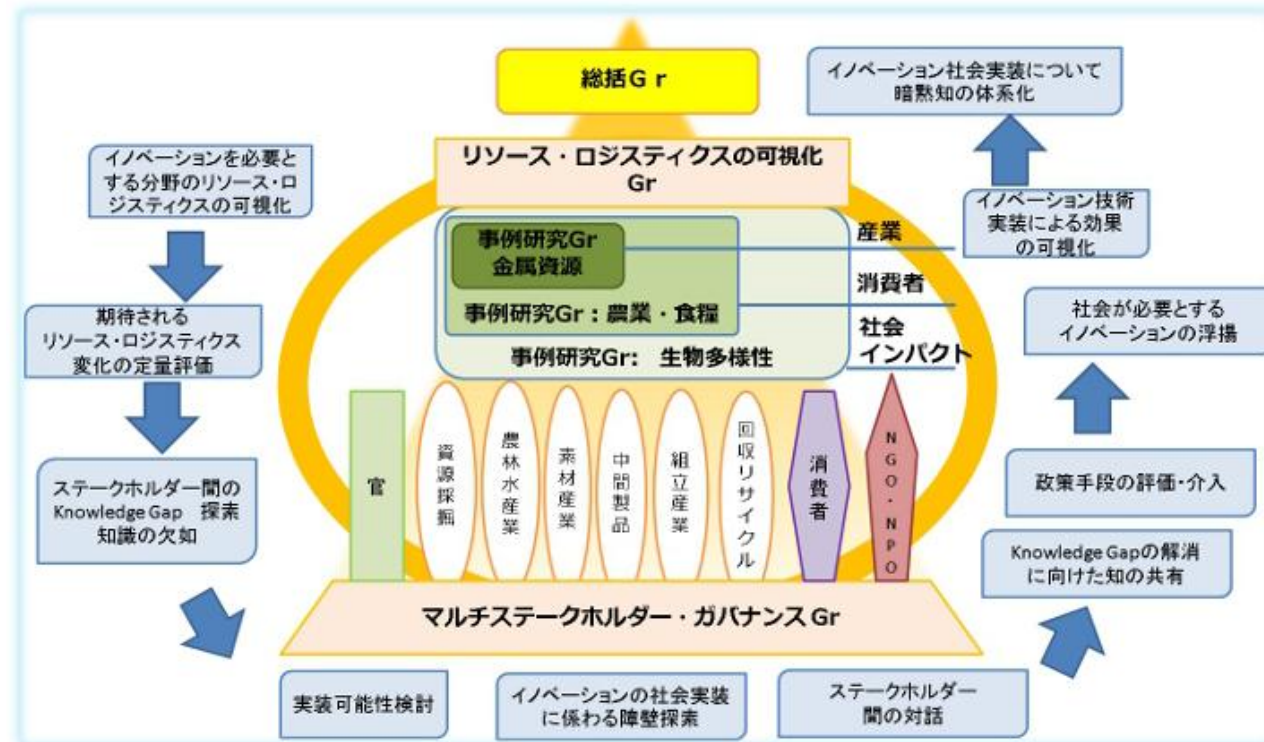 総括Ｇｒ
イノベーション社会実装について
暗黙知の体系化
リソース・ロジスティクスの可視化
Gr
イノベーションを必要と
する分野のリソース・ロ
ジスティクスの可視化
イノベーション技術
実装による効果
の可視化
事例研究Gr
金属資源
産業
事例研究Gr：農業・食糧
消費者
事例研究Gr:　生物多様性
社会
インパクト
期待される
リソース・ロジスティクス
変化の定量評価
社会が必要とする
イノベーションの浮揚
官
資源採掘
農林水産業
素材産業
中間製品
組立産業
回収リサイクル
消費者
NGO・NPO
ステークホルダー間の
Knowledge Gap　探索
知識の欠如
政策手段の評価・介入
Knowledge Gapの解消
に向けた知の共有
マルチステークホルダー・ガバナンス Gr
実装可能性検討
イノベーションの社会実装
に係わる障壁探索
ステークホルダー
間の対話